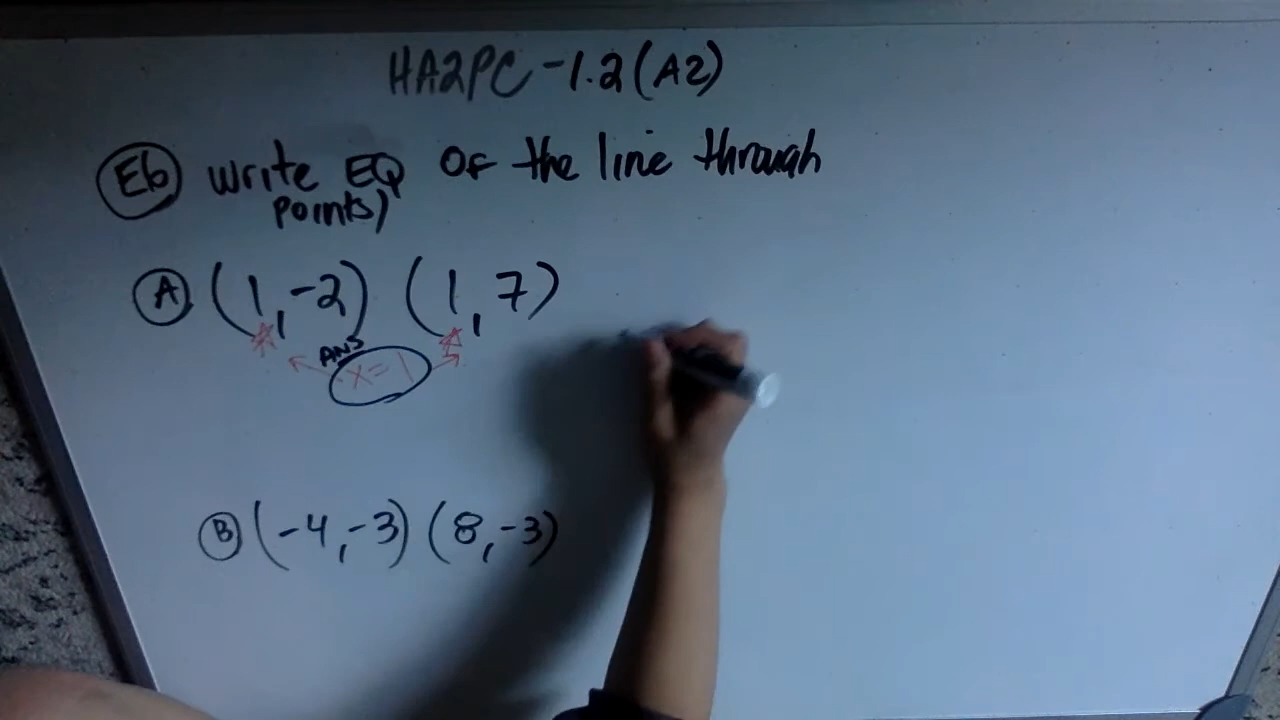 HA2PC-1.2(A2)
E6 write EQ of the line through
points)
A (1,-2) (1,7)
ANS
x=1
B (-4,-3) (8,-3)